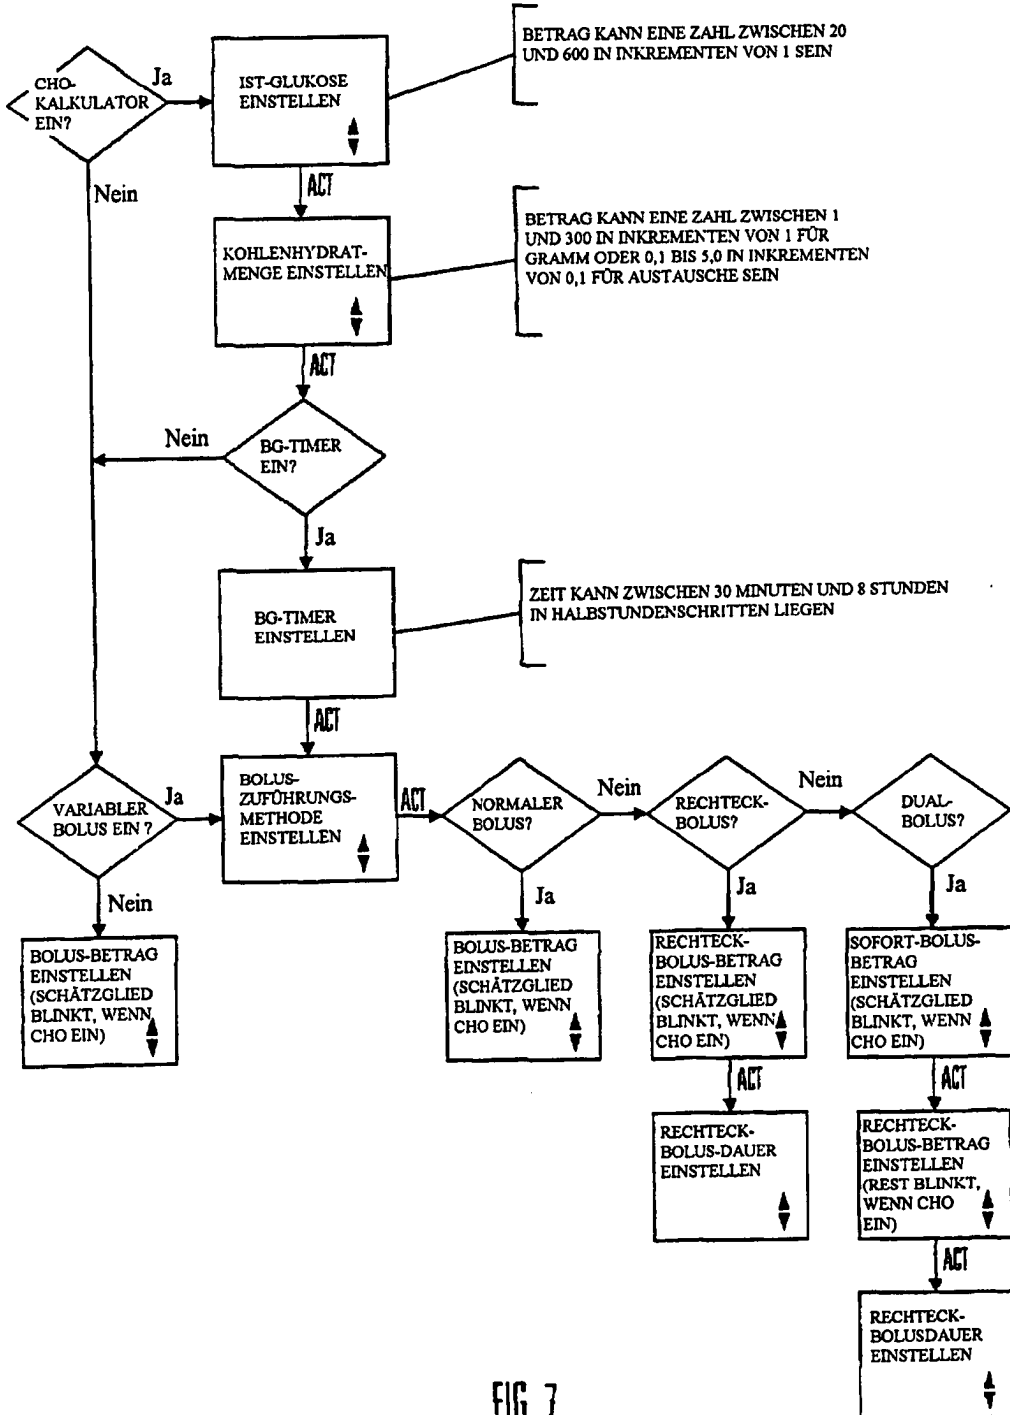 BETRAG KANN EINE ZAHL ZWISCHEN 20
UND 600 IN INKREMENTEN VON 1 SEIN
CHO-
KALKULATOR
EIN?
Ja
IST-GLUKOSE
EINSTELLEN
Nein
ACT
BETRAG KANN EINE ZAHL ZWISCHEN 1
UND 300 IN INKREMENTEN VON 1 FÜR
GRAMM ODER 0,1 BIS 5,0 IN INKREMENTEN
VON 0,1 FÜR AUSTAUSCHE SEIN
KOHLENHYDRAT-
MENGE EINSTELLEN
ACT
Nein
BG-TIMER
EIN?
Ja
ZEIT KANN ZWISCHEN 30 MINUTEN UND 8 STUNDEN
IN HALBSTUNDENSCHRITTEN LIEGEN
BG-TIMER
EINSTELLEN
ACT
VARIABLER
BOLUS EIN ?
Ja
BOLUS-
ZUFÜHRUNGS-
METHODE
EINSTELLEN
ACT
NORMALER
BOLUS?
Nein
RECHTECK-
BOLUS?
Nein
DUAL-
BOLUS?
Nein
Ja
Ja
Ja
BOLUS-BETRAG
EINSTELLEN
(SCHÄTZGLIED
BLINKT, WENN
CHO EIN)
BOLUS-BETRAG
EINSTELLEN
(SCHÄTZGLIED
BLINKT, WENN
CHO EIN)
RECHTECK-
BOLUS-BETRAG
EINSTELLEN
(SCHÄTZGLIED
BLINKT, WENN
CHO EIN)
SOFORT-BOLUS-
BETRAG
EINSTELLEN
(SCHÄTZGLIED
BLINKT, WENN
CHO EIN)
ACT
ACT
RECHTECK-
BOLUS-DAUER
EINSTELLEN
RECHTECK-
BOLUS-BETRAG
EINSTELLEN
(REST BLINKT,
WENN CHO
EIN)
ACT
RECHTECK-
BOLUSDAUER
EINSTELLEN
FIG. 7